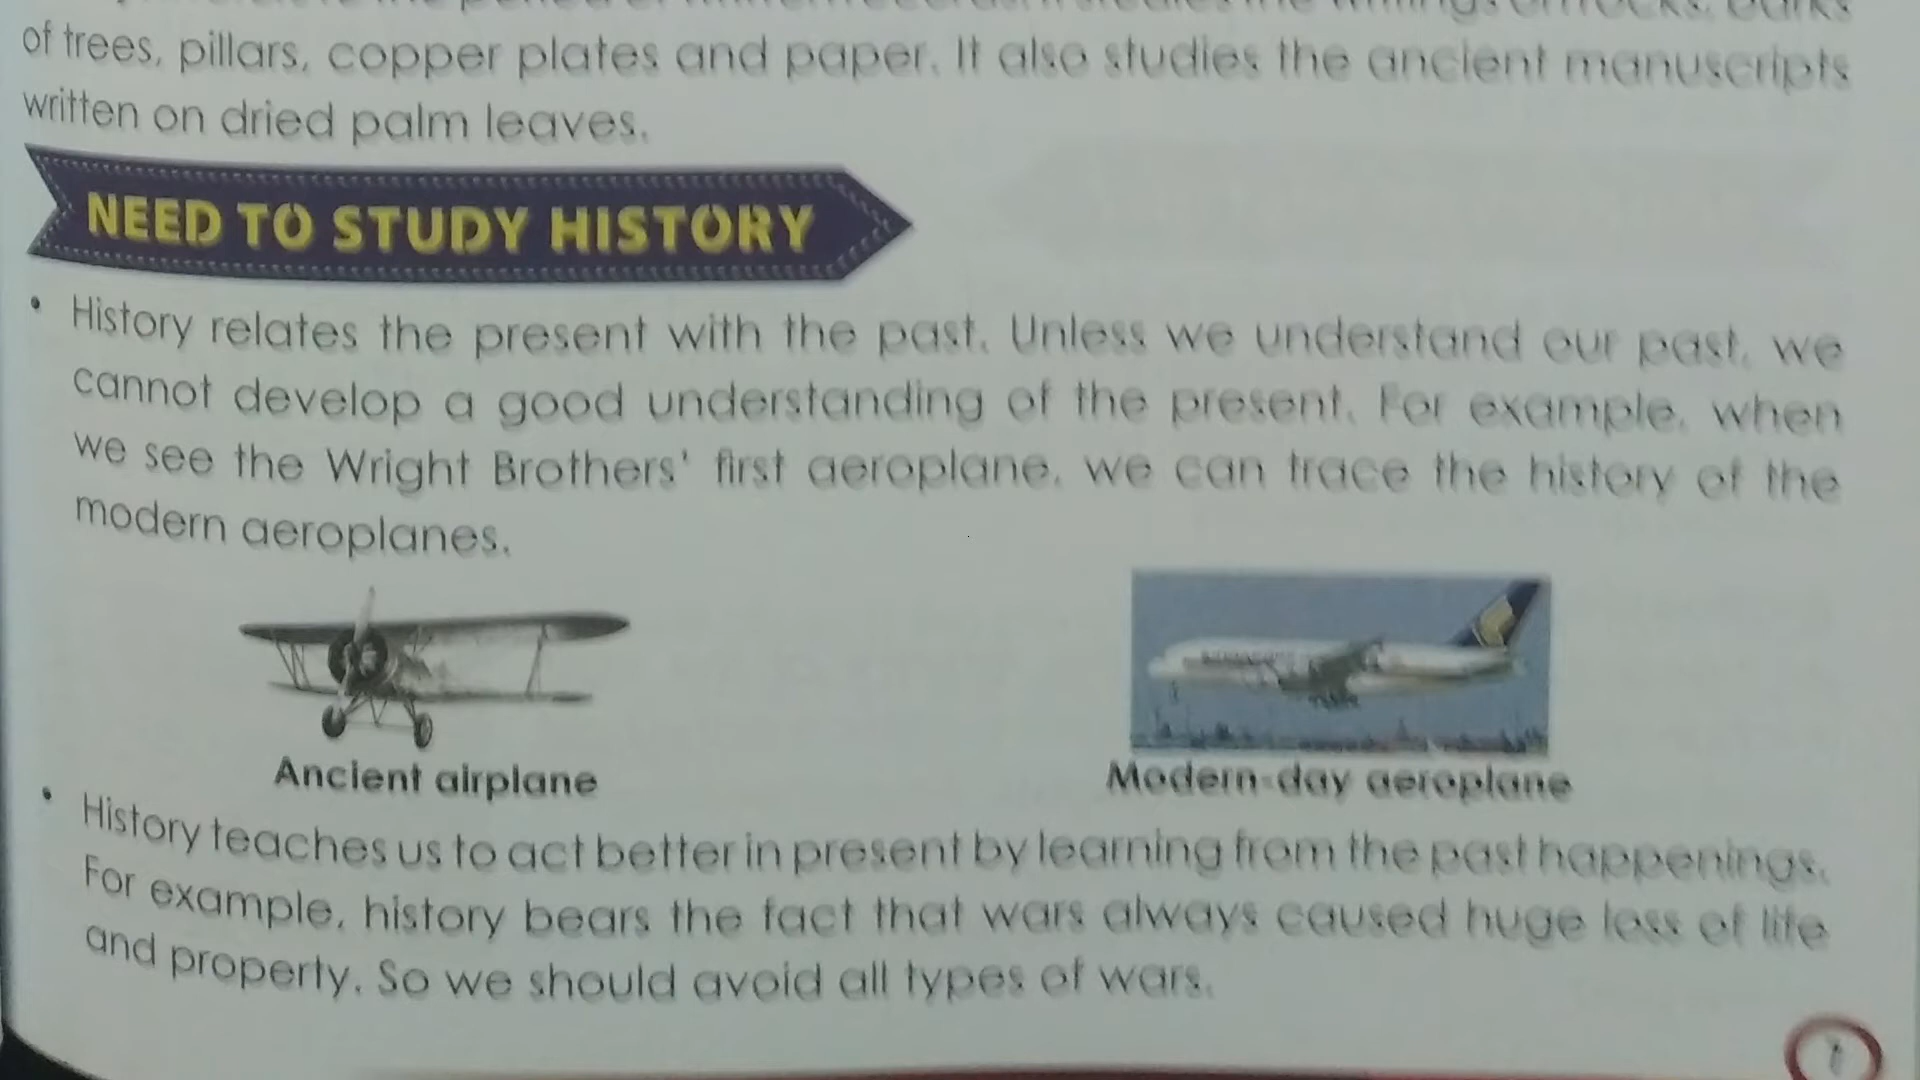 of trees, pillars, copper plates and paper. It also studies the ancient manuscripts
written on dried palm leaves.
NEED TO STUDY HISTORY
• History relates the present with the past. Unless we understand our past, we
cannot develop a good understanding of the present. For example, when
we see the Wright Brothers' first aeroplane, we can trace the history of the
modern aeroplanes.
Ancient airplane
Modern-day aeroplane
• History teaches us to act better in present by learning from the past happenings.
For example, history bears the fact that wars always caused huge loss of life
and property. So we should avoid all types of wars.